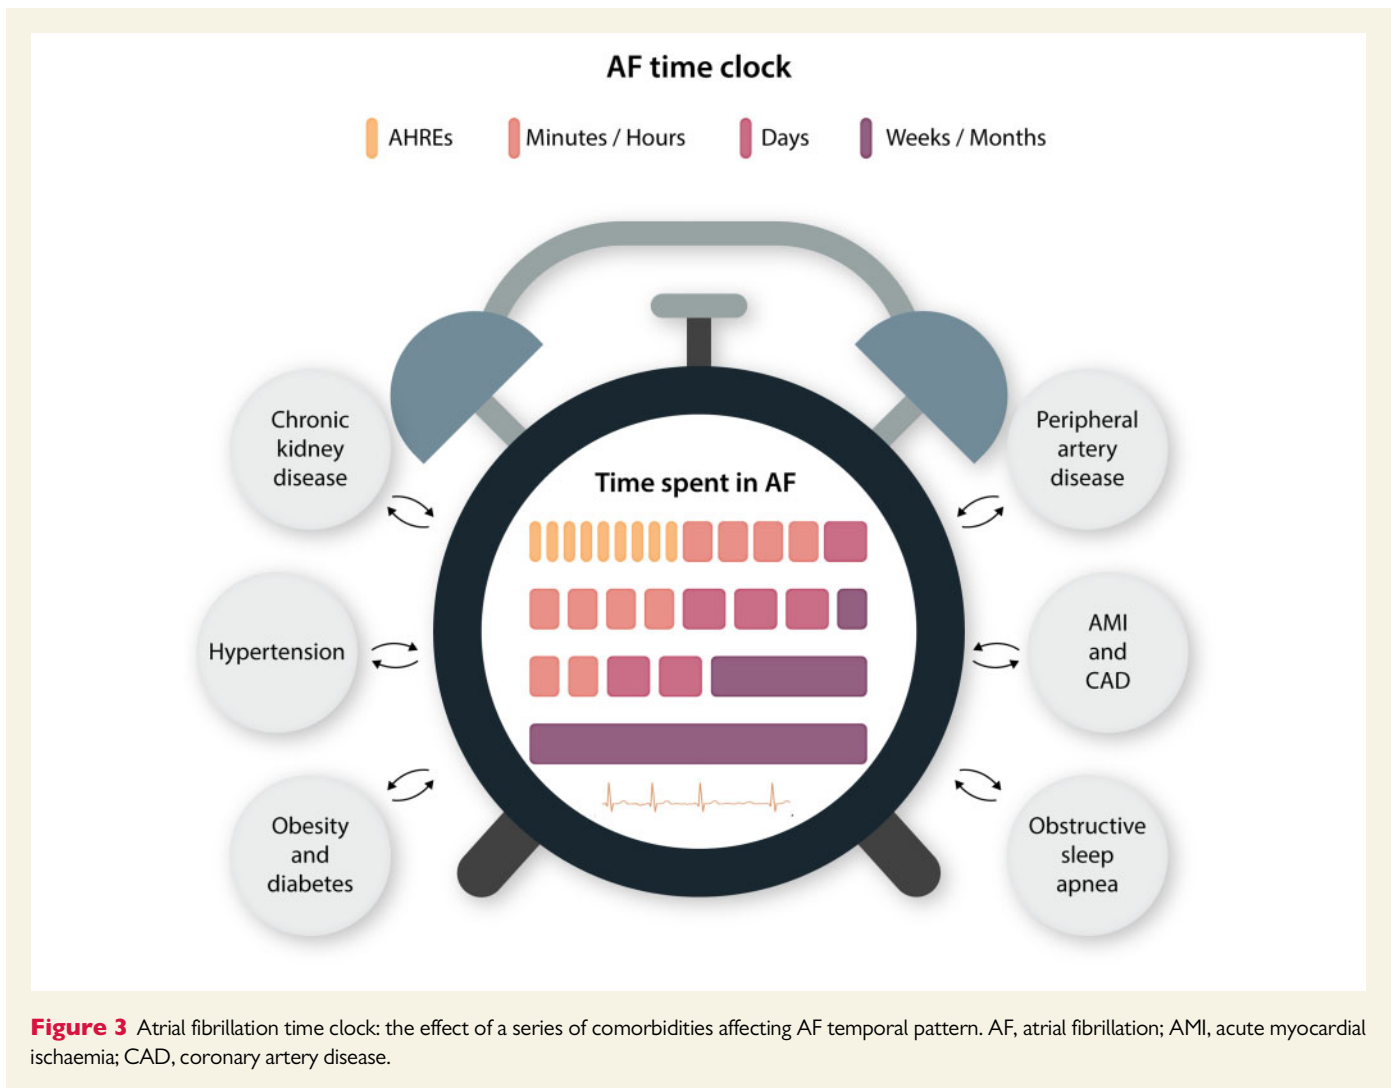 AF time clock
AHREs
Minutes / Hours
Days
Weeks / Months
Chronic
kidney
disease
Peripheral
artery
disease
Time spent in AF
Hypertension
AMI
and
CAD
Obesity
and
diabetes
Obstructive
sleep
apnea
Figure 3 Atrial fibrillation time clock: the effect of a series of comorbidities affecting AF temporal pattern. AF, atrial fibrillation; AMI, acute myocardial
ischaemia; CAD, coronary artery disease.